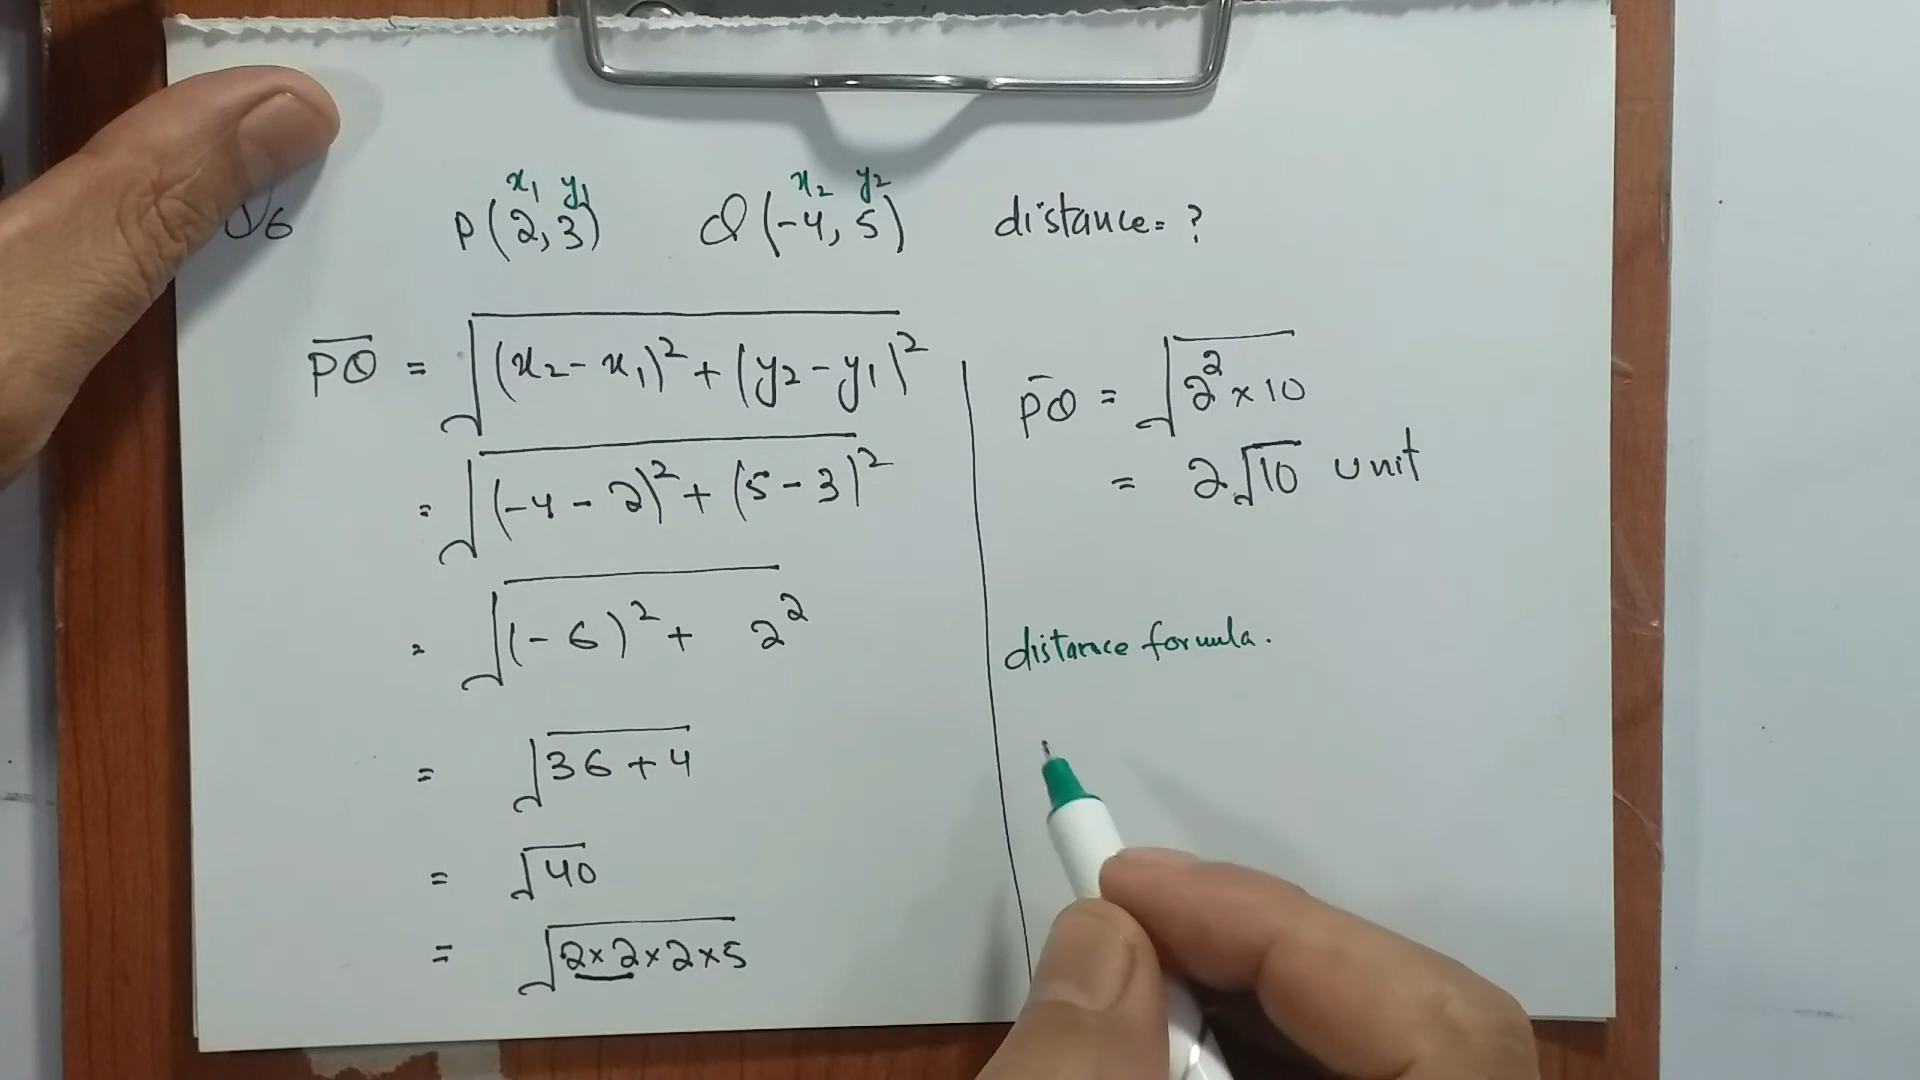 x₁ y₁ x₂ y₂
6 P(2,3) Q(-4,5) distance=?
PQ = √(x₂-x₁)²+(y₂-y₁)²
= √(-4-2)²+(5-3)²
= √(-6)²+ 2²
= √36+4
= √40
= √2×2×2×5
PQ = √2²×10
= 2√10 unit
distance formula.